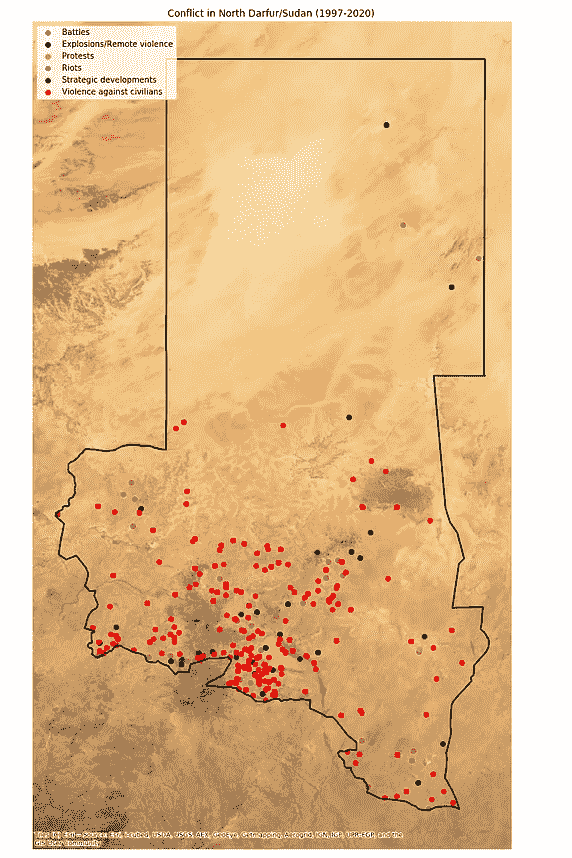 Conflict in North Darfur/Sudan (1997-2020)
Battles
Explosions/Remote violence
Protests
Riots
Strategic developments
Violence against civilians
Tiles (C) Esri -- Source: Esri, i-cubed, USDA, USGS, AEX, GeoEye, Getmapping, Aerogrid, IGN, IGP, UPR-EGP, and the
GIS User Community